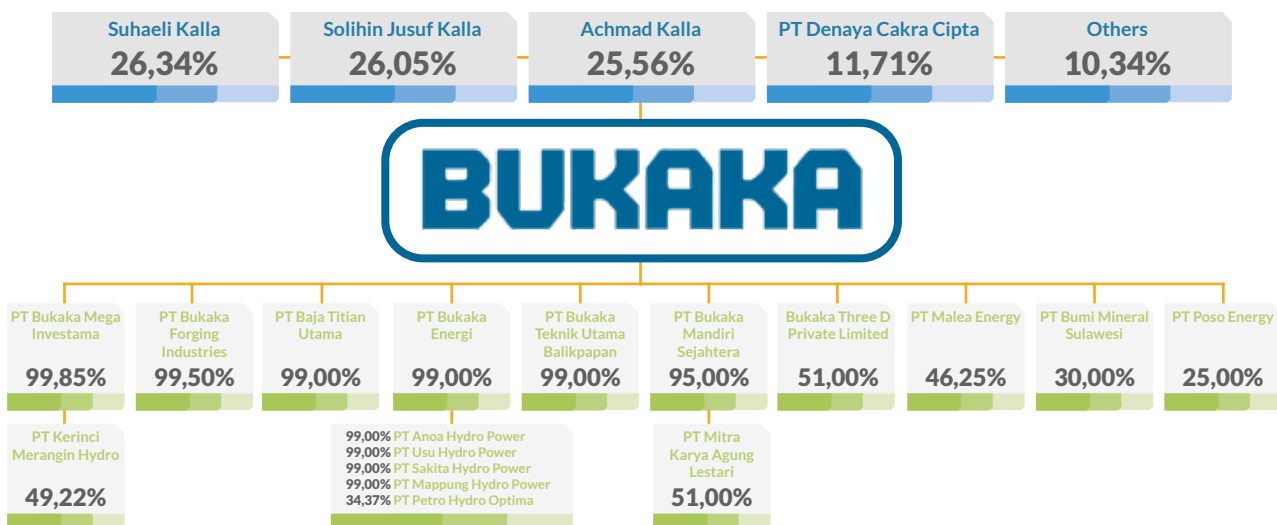 Suhaeli Kalla
26,34%
Solihin Jusuf Kalla
26,05%
Achmad Kalla
25,56%
PT Denaya Cakra Cipta
11,71%
Others
10,34%
BUKAKA
PT Bukaka Mega
Investama
99,85%
PT Bukaka
Forging
Industries
99,50%
PT Baja Titian
Utama
99,00%
PT Bukaka
Energi
99,00%
PT Bukaka
Teknik Utama
Balikpapan
99,00%
PT Bukaka
Mandiri
Sejahtera
95,00%
Bukaka Three D
Private Limited
51,00%
PT Malea Energy
46,25%
PT Bumi Mineral
Sulawesi
30,00%
PT Poso Energy
25,00%
PT Kerinci
Merangin Hydro
49,22%
99,00% PT Anoa Hydro Power
99,00% PT Usu Hydro Power
99,00% PT Sakita Hydro Power
99,00% PT Mappung Hydro Power
34,37% PT Petro Hydro Optima
PT Mitra
Karya Agung
Lestari
51,00%